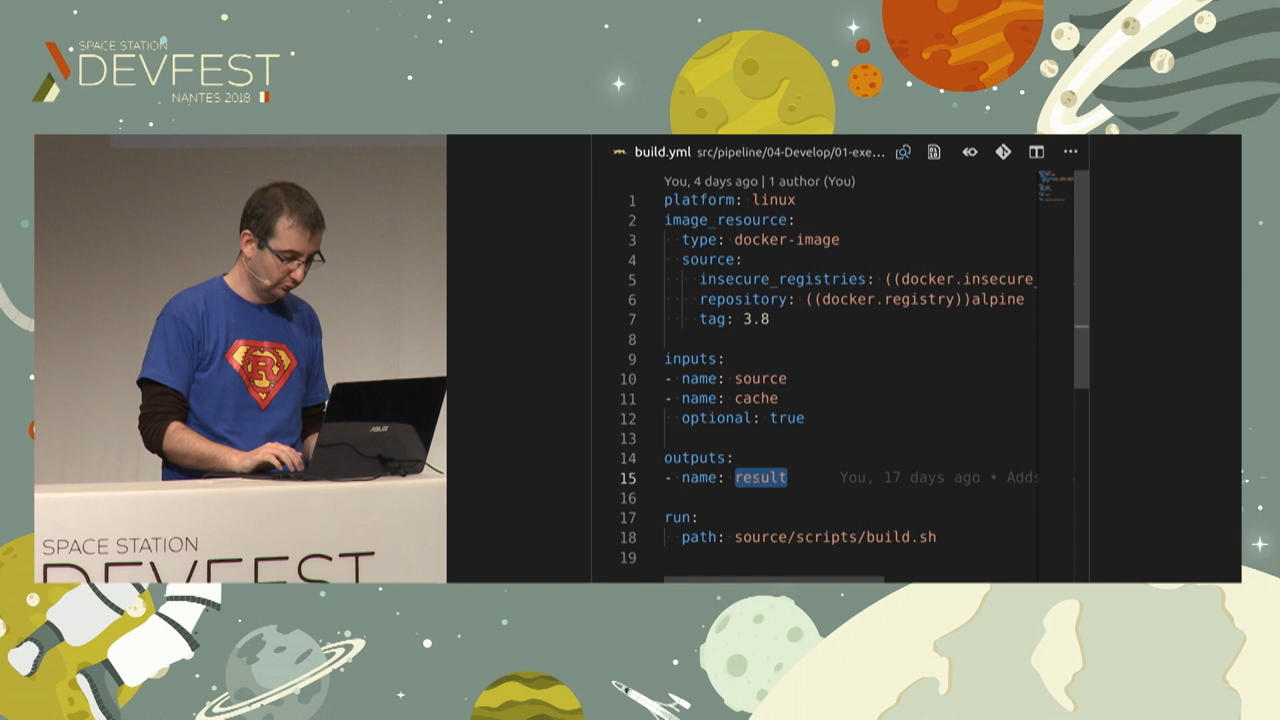 SPACE STATION
DEVFEST
NANTES 2018
build.yml src/pipeline/04-Develop/01-exe...
You, 4 days ago | 1 author (You)
1 platform: linux
2 image_resource:
3 type: docker-image
4 source:
5 insecure_registries: ((docker.insecure_
6 repository: ((docker.registry))alpine
7 tag: 3.8
8
9 inputs:
10 - name: source
11 - name: cache
12 optional: true
13
14 outputs:
15 - name: result You, 17 days ago • Adds
16
17 run:
18 path: source/scripts/build.sh
19
R
ASUS
SPACE STATION
DEVFEST